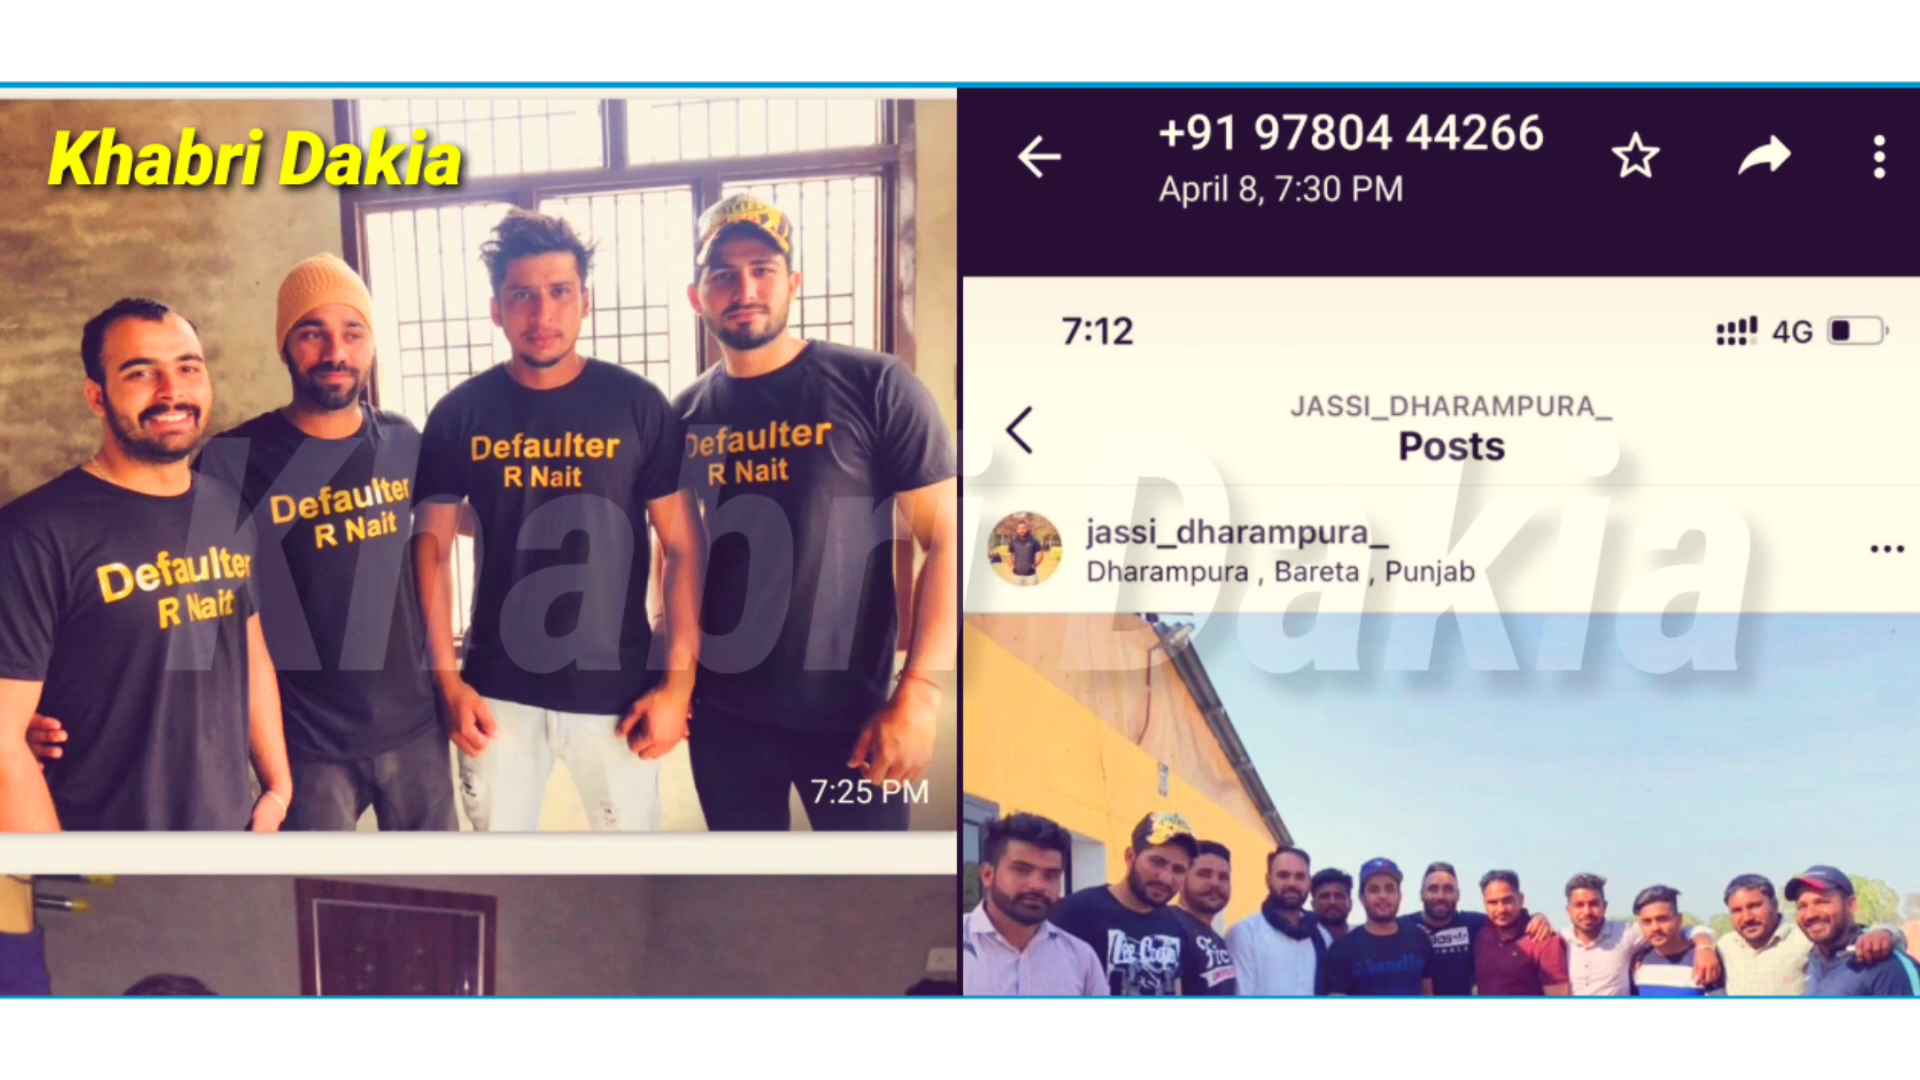 Khabri Dakia
Defaulter
R Nait
Defaulter
R Nait
Defaulter
R Nait
Defaulter
R Nait
7:25 PM
+91 97804 44266
April 8, 7:30 PM
7:12
4G
JASSI_DHARAMPURA_
Posts
jassi_dharampura_
Dharampura , Bareta , Punjab
Khabri Dakia